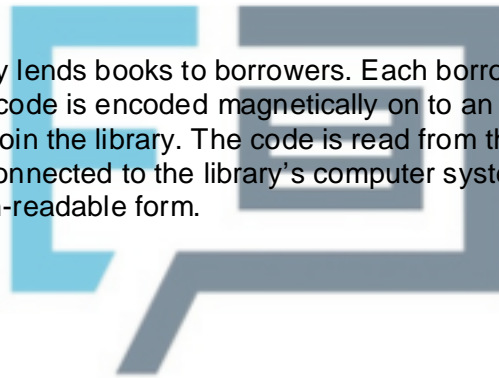 y lends books to borrowers. Each borro
code is encoded magnetically on to an
oin the library. The code is read from th
onnected to the library’s computer syste
-readable form.